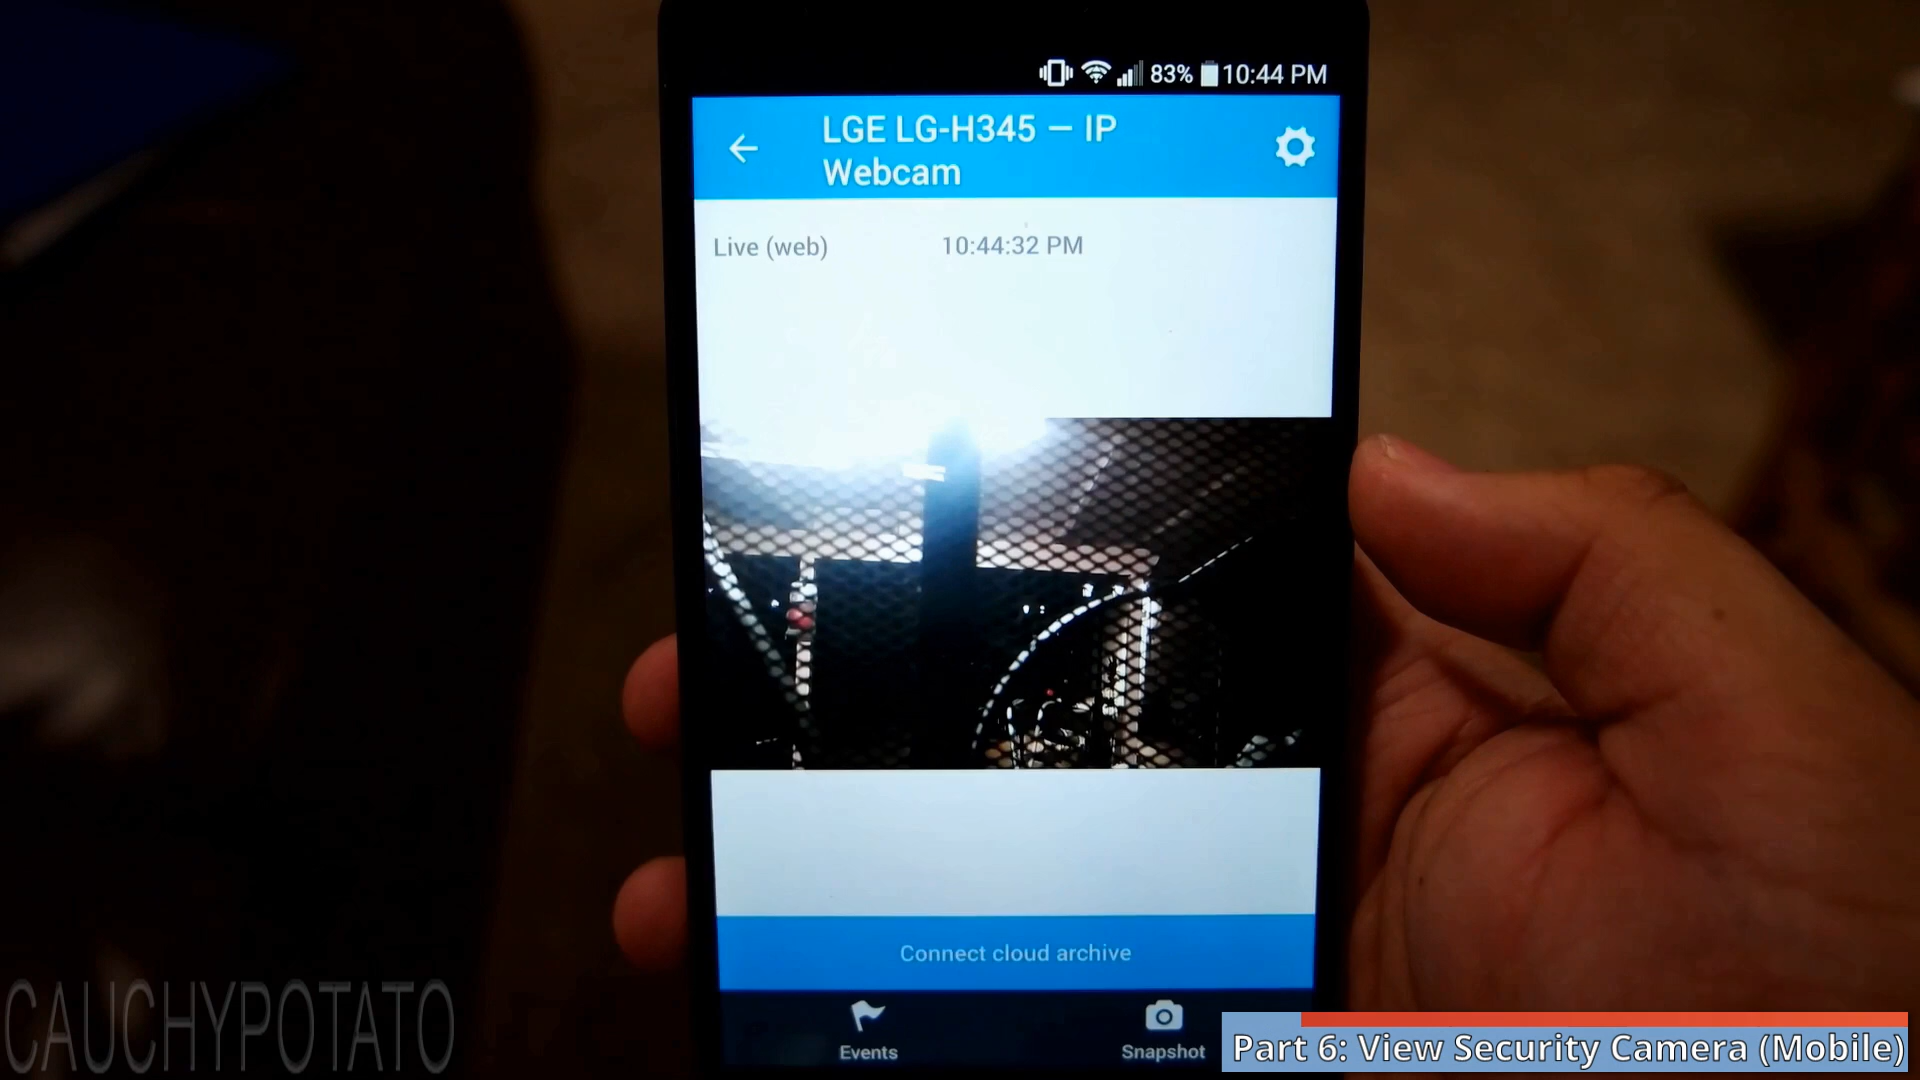 83% 10:44 PM
LGE LG-H345 – IP
Webcam
Live (web) 10:44:32 PM
Connect cloud archive
Events Snapshot
Part 6: View Security Camera (Mobile)
CAUCHYPOTATO